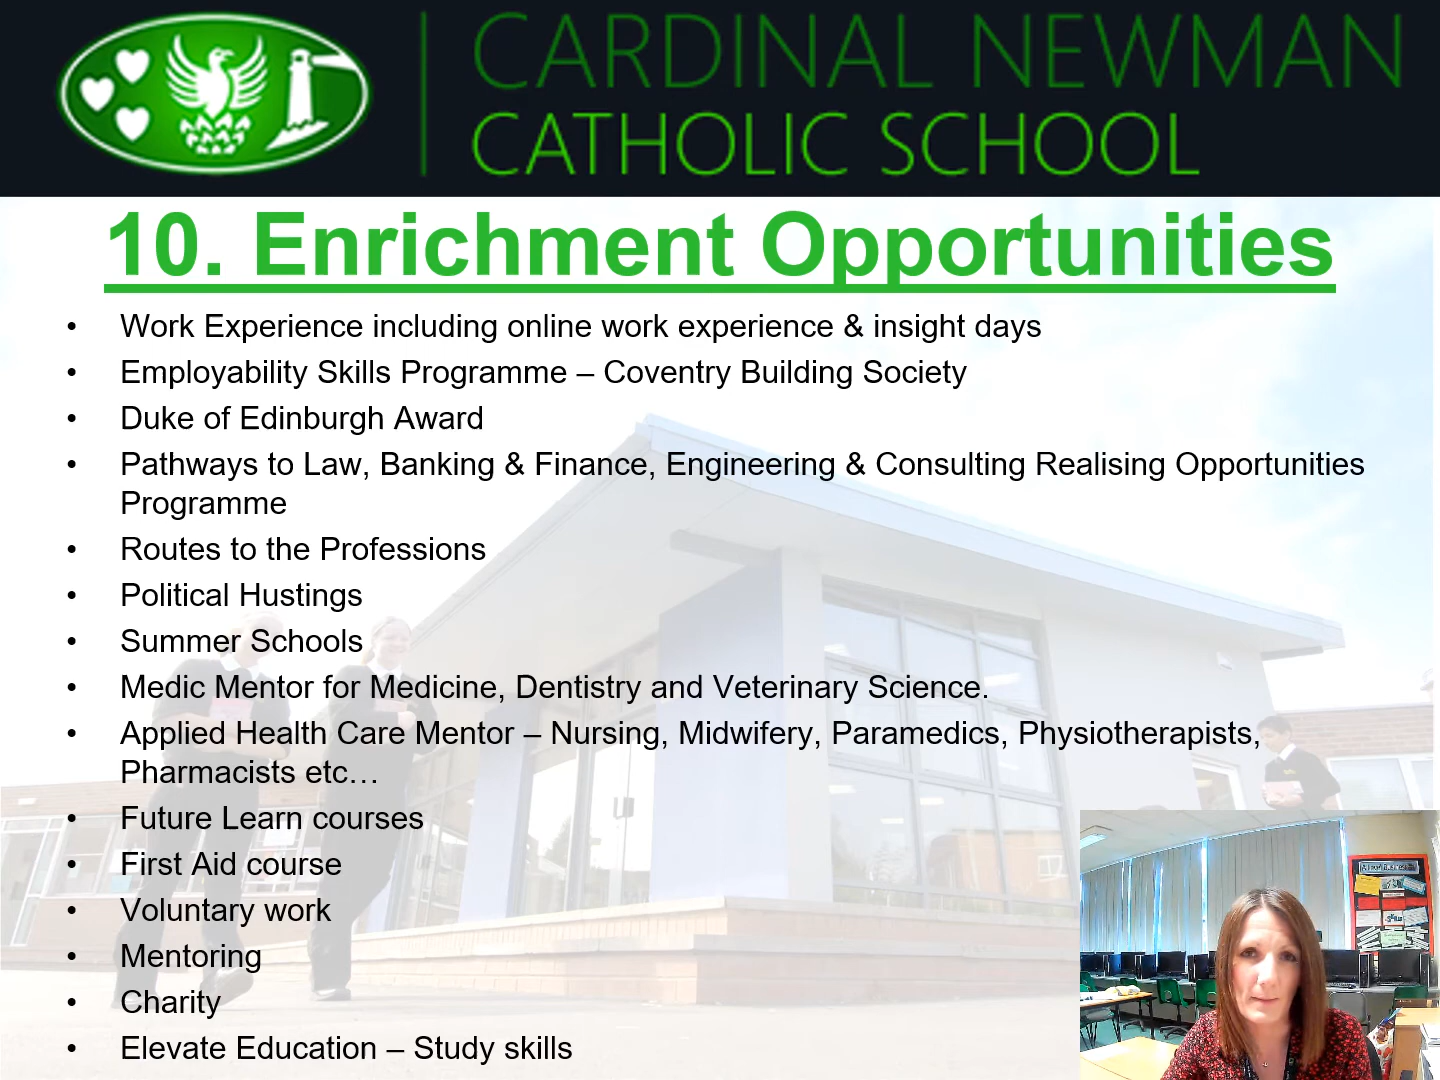 CARDINAL NEWMAN
CATHOLIC SCHOOL
10. Enrichment Opportunities
• Work Experience including online work experience & insight days
• Employability Skills Programme – Coventry Building Society
• Duke of Edinburgh Award
• Pathways to Law, Banking & Finance, Engineering & Consulting Realising Opportunities
Programme
• Routes to the Professions
• Political Hustings
• Summer Schools
• Medic Mentor for Medicine, Dentistry and Veterinary Science.
• Applied Health Care Mentor – Nursing, Midwifery, Paramedics, Physiotherapists,
Pharmacists etc…
• Future Learn courses
• First Aid course
• Voluntary work
• Mentoring
• Charity
• Elevate Education – Study skills